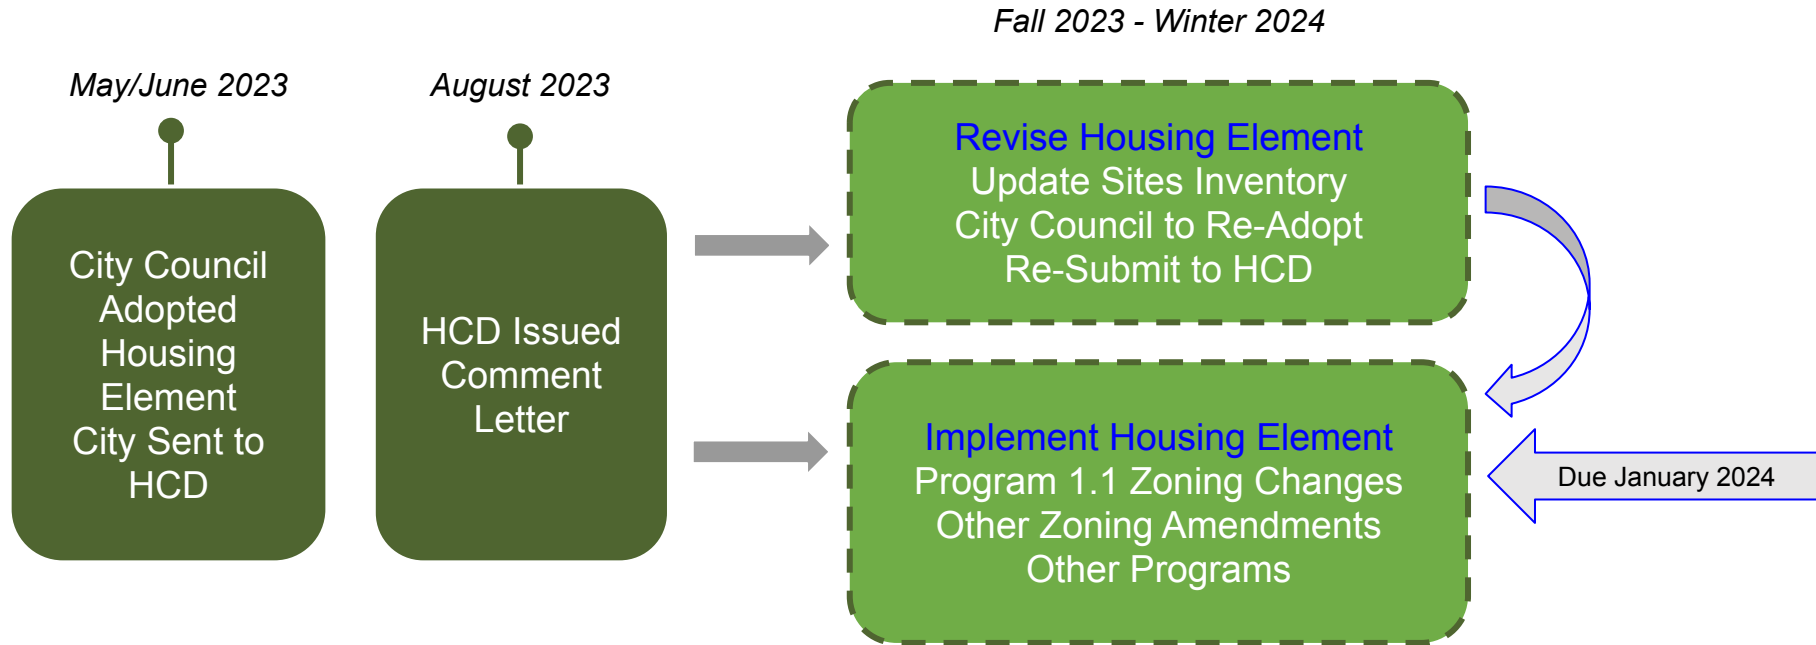 Fall 2023 - Winter 2024
May/June 2023
August 2023
City Council
Adopted
Housing
Element
City Sent to
HCD
HCD Issued
Comment
Letter
Revise Housing Element
Update Sites Inventory
City Council to Re-Adopt
Re-Submit to HCD
Implement Housing Element
Program 1.1 Zoning Changes
Other Zoning Amendments
Other Programs
Due January 2024